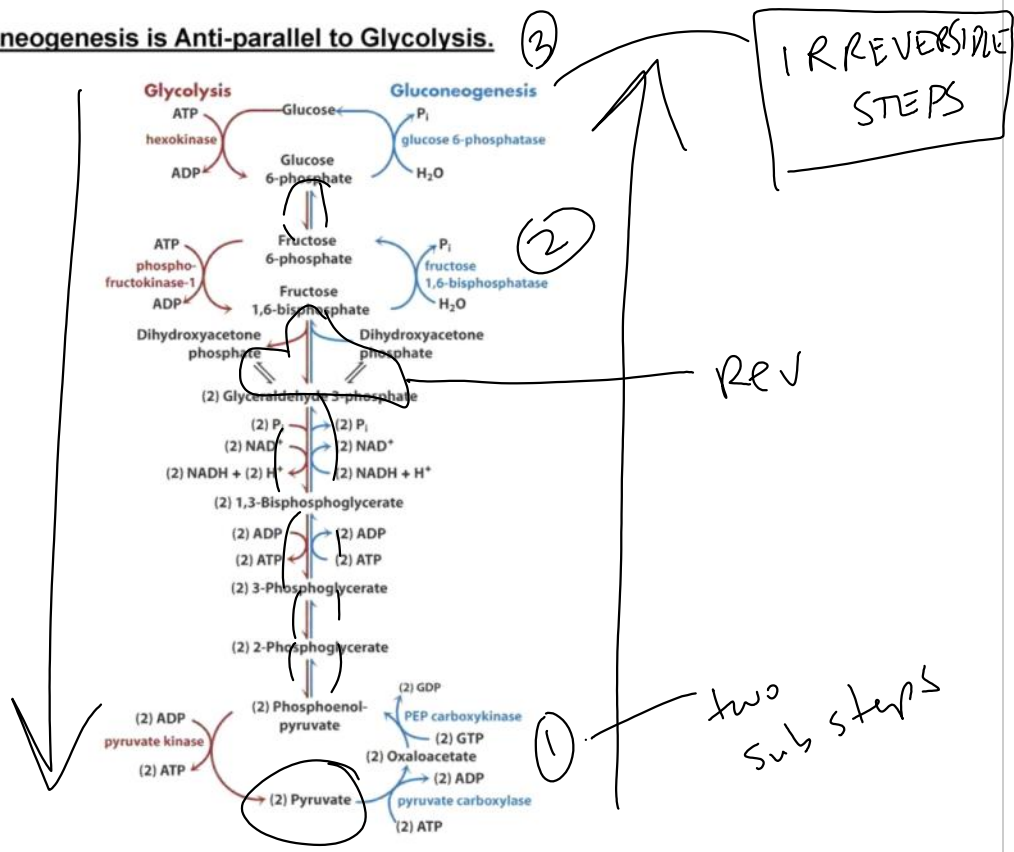 neogenesis is Anti-parallel to Glycolysis.
3
IRREVERSIBLE
STEPS
Glycolysis
Gluconeogenesis
ATP
Glucose
Pi
hexokinase
glucose 6-phosphatase
ADP
Glucose
6-phosphate
H₂O
2
ATP
Fructose
6-phosphate
Pi
phospho-
fructokinase-1
fructose
1,6-bisphosphatase
ADP
Fructose
1,6-bisphosphate
H₂O
Dihydroxyacetone
phosphate
Dihydroxyacetone
phosphate
Rev
(2) Glyceraldehyde 3-phosphate
(2) Pi
(2) Pi
(2) NAD⁺
(2) NAD⁺
(2) NADH + (2) H⁺
(2) NADH + H⁺
(2) 1,3-Bisphosphoglycerate
(2) ADP
(2) ADP
(2) ATP
(2) ATP
(2) 3-Phosphoglycerate
(2) 2-Phosphoglycerate
(2) GDP
(2) Phosphoenol-
pyruvate
(2) ADP
PEP carboxykinase
pyruvate kinase
(2) GTP
(2) ATP
(2) Oxaloacetate
1
two
sub steps
(2) ADP
(2) Pyruvate
pyruvate carboxylase
(2) ATP